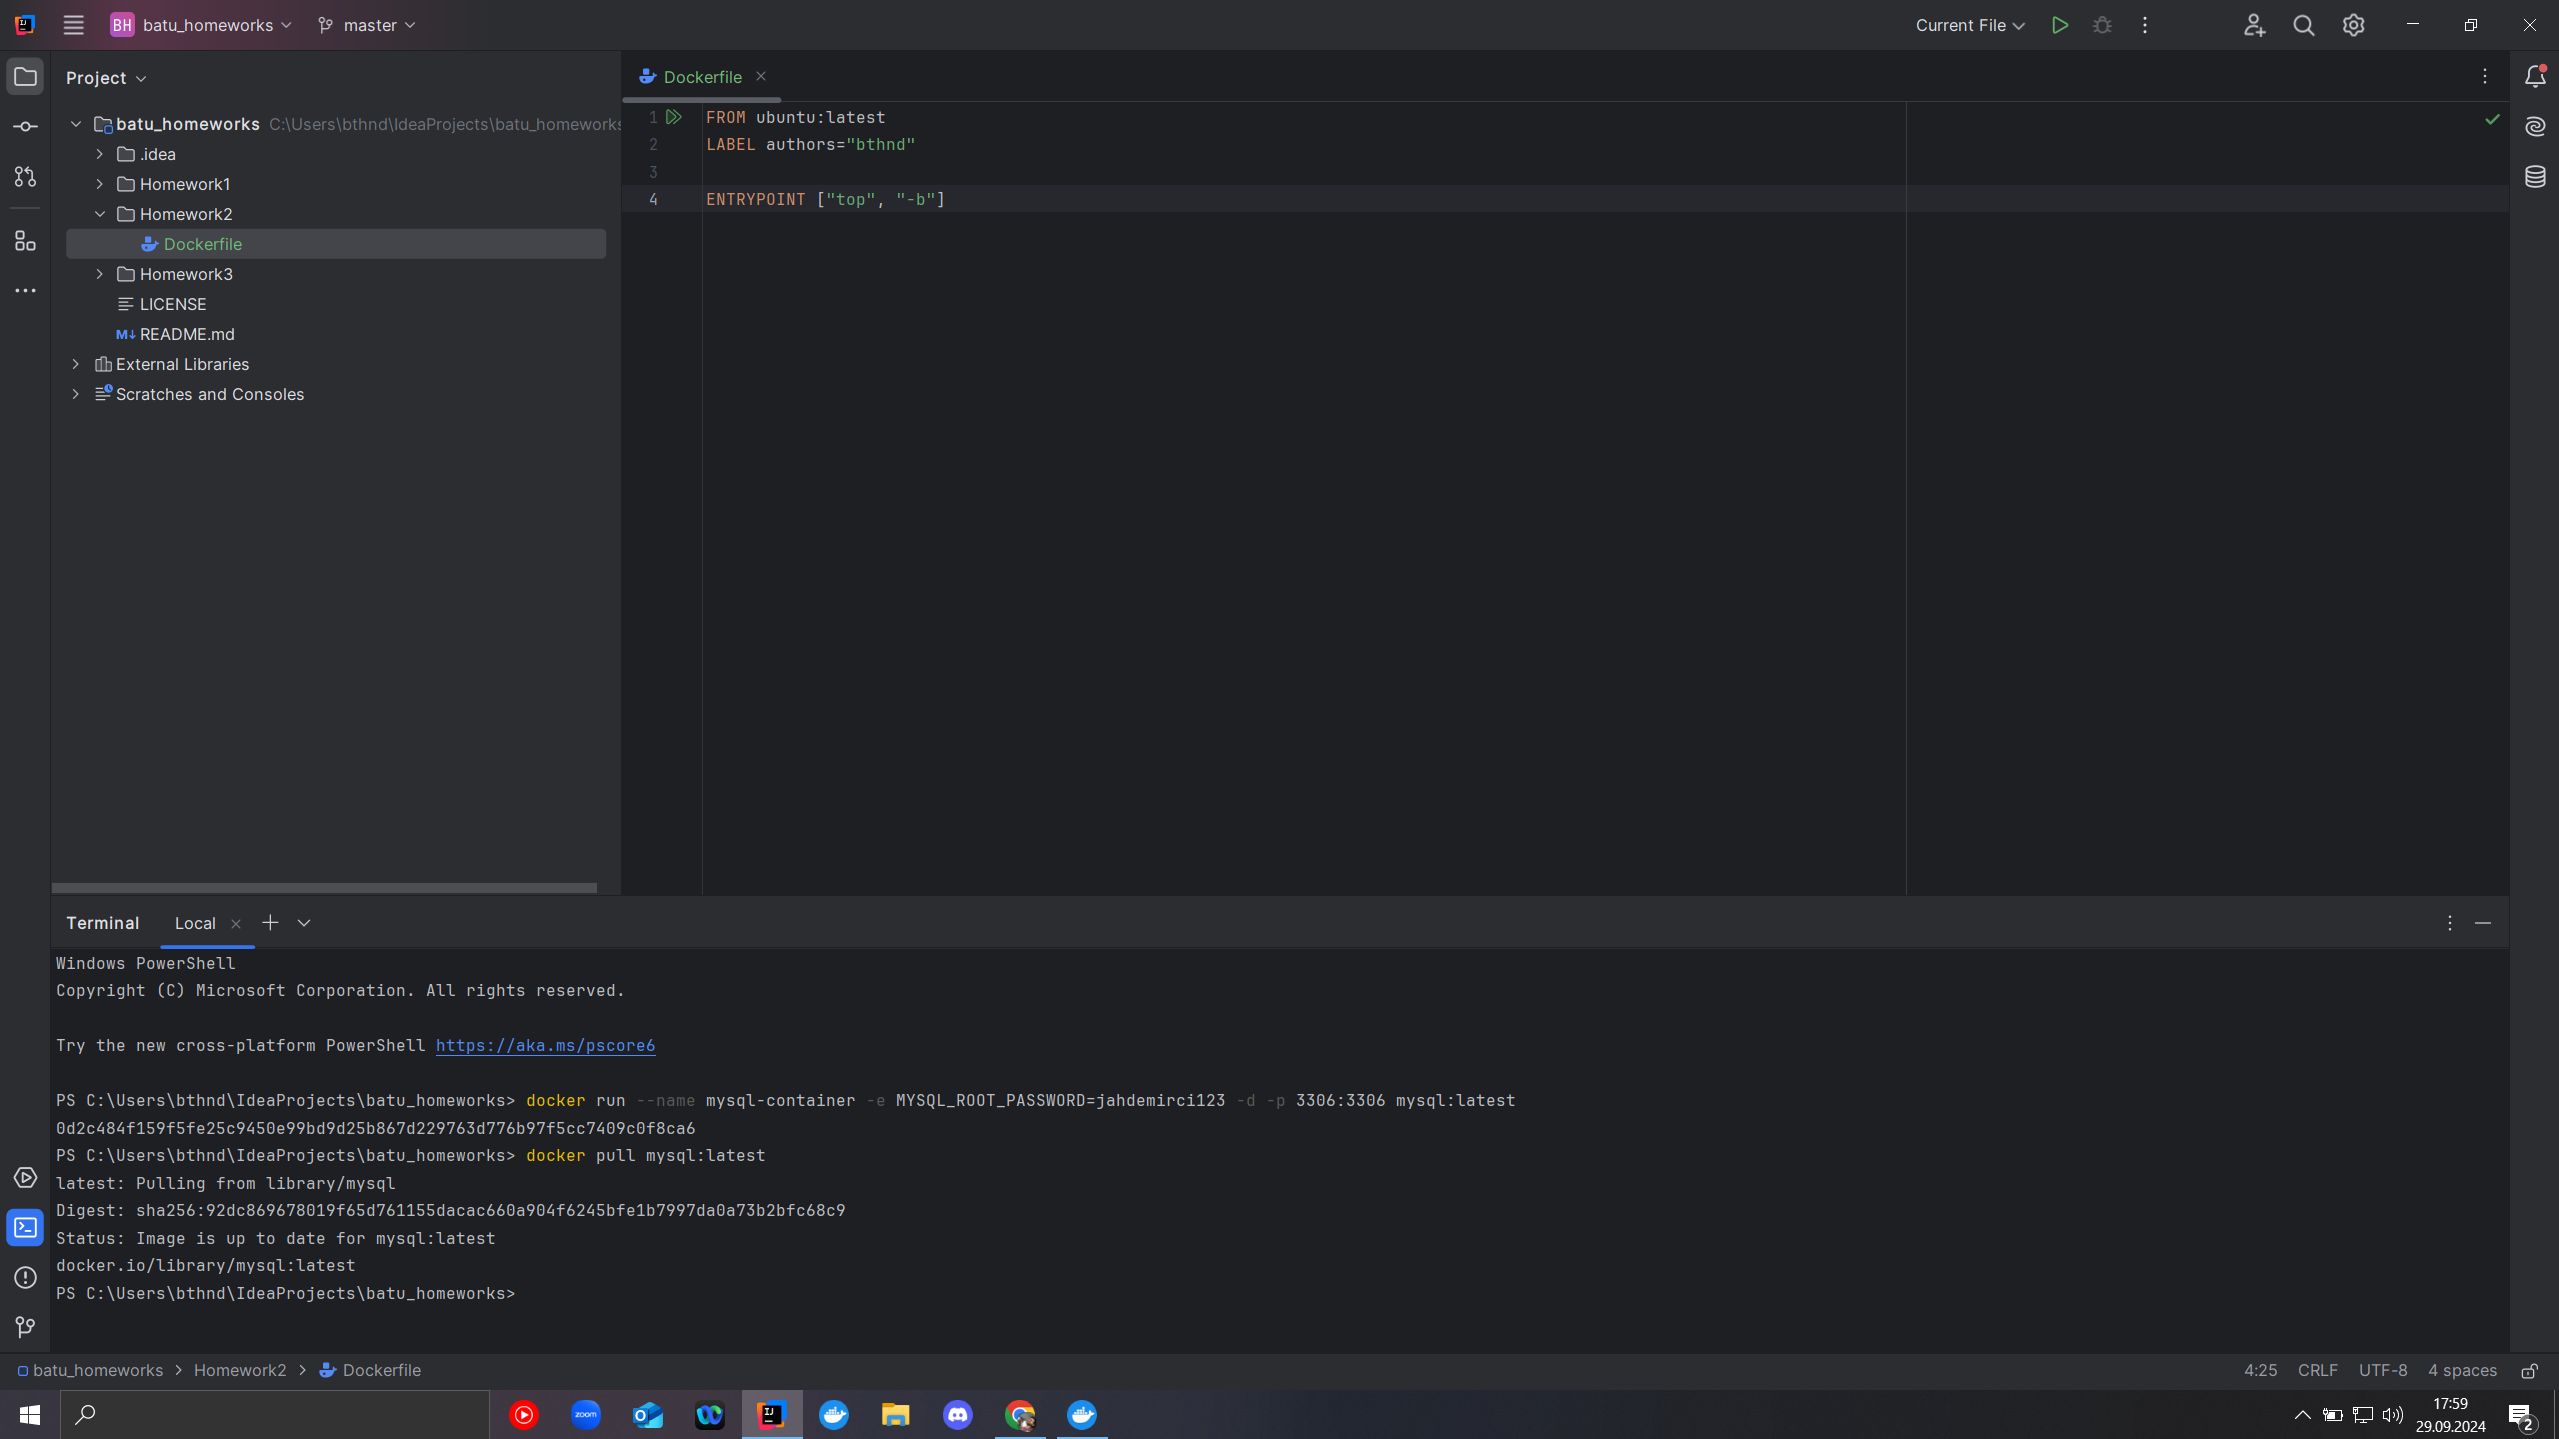 BH batu_homeworks master Current File
Project
batu_homeworks C:\Users\bthnd\IdeaProjects\batu_homeworks
.idea
Homework1
Homework2
Dockerfile
Homework3
LICENSE
M↓ README.md
External Libraries
Scratches and Consoles
Dockerfile
1 FROM ubuntu:latest
2 LABEL authors="bthnd"
3
4 ENTRYPOINT ["top", "-b"]
Terminal Local
Windows PowerShell
Copyright (C) Microsoft Corporation. All rights reserved.
Try the new cross-platform PowerShell https://aka.ms/pscore6
PS C:\Users\bthnd\IdeaProjects\batu_homeworks> docker run --name mysql-container -e MYSQL_ROOT_PASSWORD=jahdemirci123 -d -p 3306:3306 mysql:latest
0d2c484f159f5fe25c9450e99bd9d25b867d229763d776b97f5cc7409c0f8ca6
PS C:\Users\bthnd\IdeaProjects\batu_homeworks> docker pull mysql:latest
latest: Pulling from library/mysql
Digest: sha256:92dc869678019f65d761155dacac660a904f6245bfe1b7997da0a73b2bfc68c9
Status: Image is up to date for mysql:latest
docker.io/library/mysql:latest
PS C:\Users\bthnd\IdeaProjects\batu_homeworks>
batu_homeworks > Homework2 > Dockerfile 4:25 CRLF UTF-8 4 spaces
zoom
17:59
29.09.2024
2